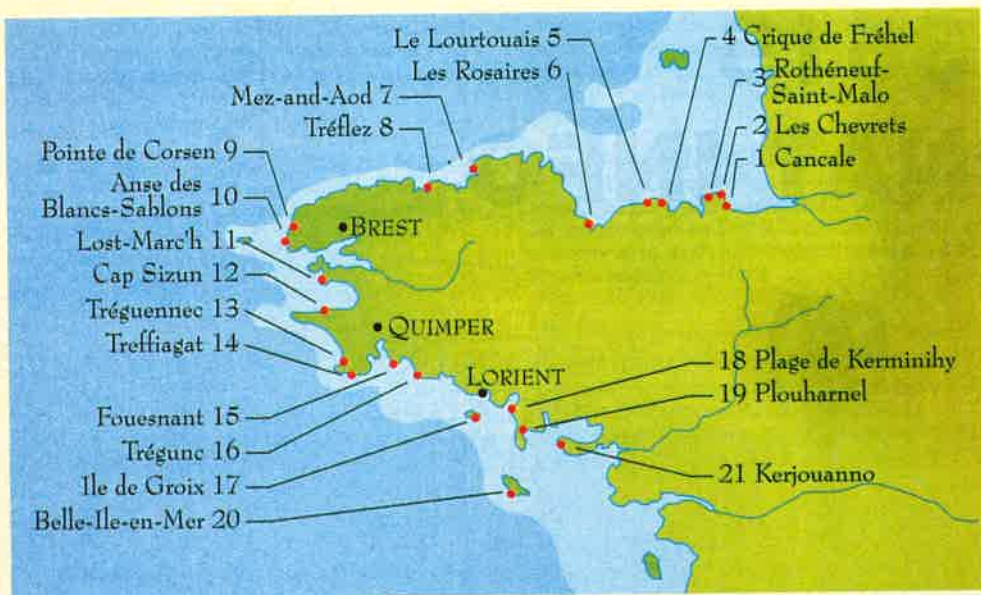 Le Lourtouais 5
4 Crique de Fréhel
Les Rosaires 6
3 Rothéneuf-
Saint-Malo
Mez-and-Aod 7
2 Les Chevrets
Tréflez 8
1 Cancale
Pointe de Corsen 9
Anse des
Blancs-Sablons 10
BREST
Lost-Marc'h 11
Cap Sizun 12
Tréguennec 13
QUIMPER
Treffiagat 14
LORIENT
18 Plage de Kerminihy
19 Plouharnel
Fouesnant 15
Trégunc 16
21 Kerjouanno
Ile de Groix 17
Belle-Ile-en-Mer 20